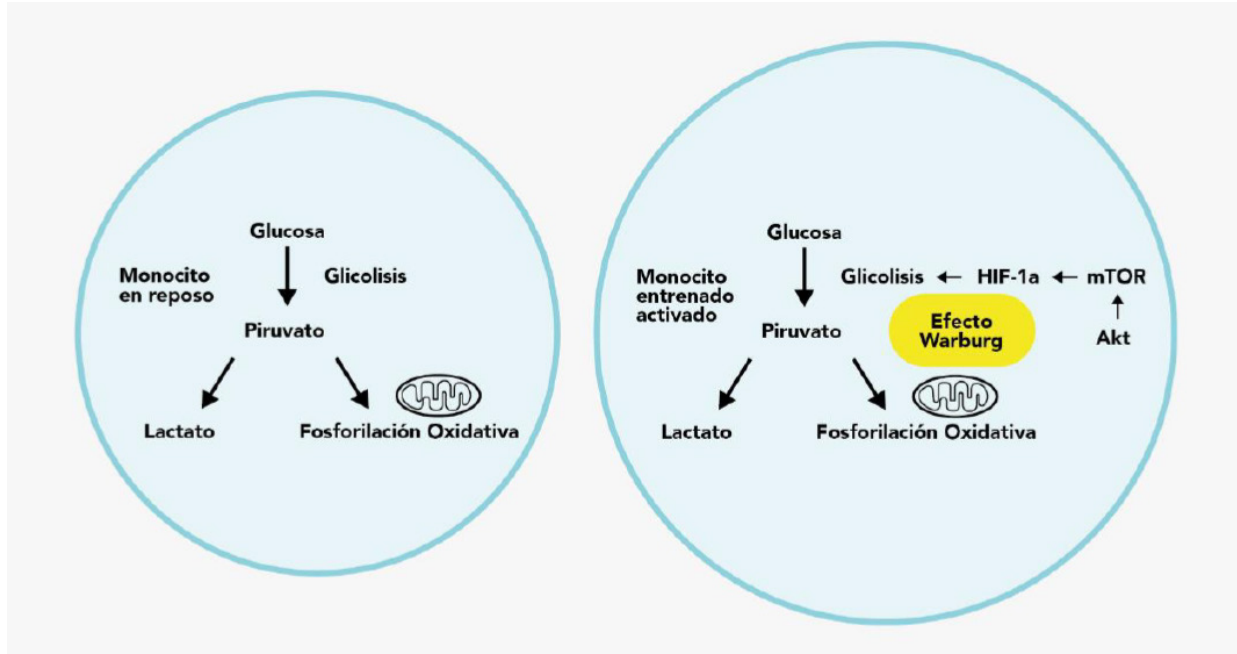 Glucosa
Monocito
en reposo
Glicolisis
Piruvato
Lactato
Fosforilación Oxidativa
Glucosa
Monocito
entrenado
activado
Glicolisis ← HIF-1a ← mTOR
↑
Piruvato
Efecto
Warburg
Akt
Lactato
Fosforilación Oxidativa